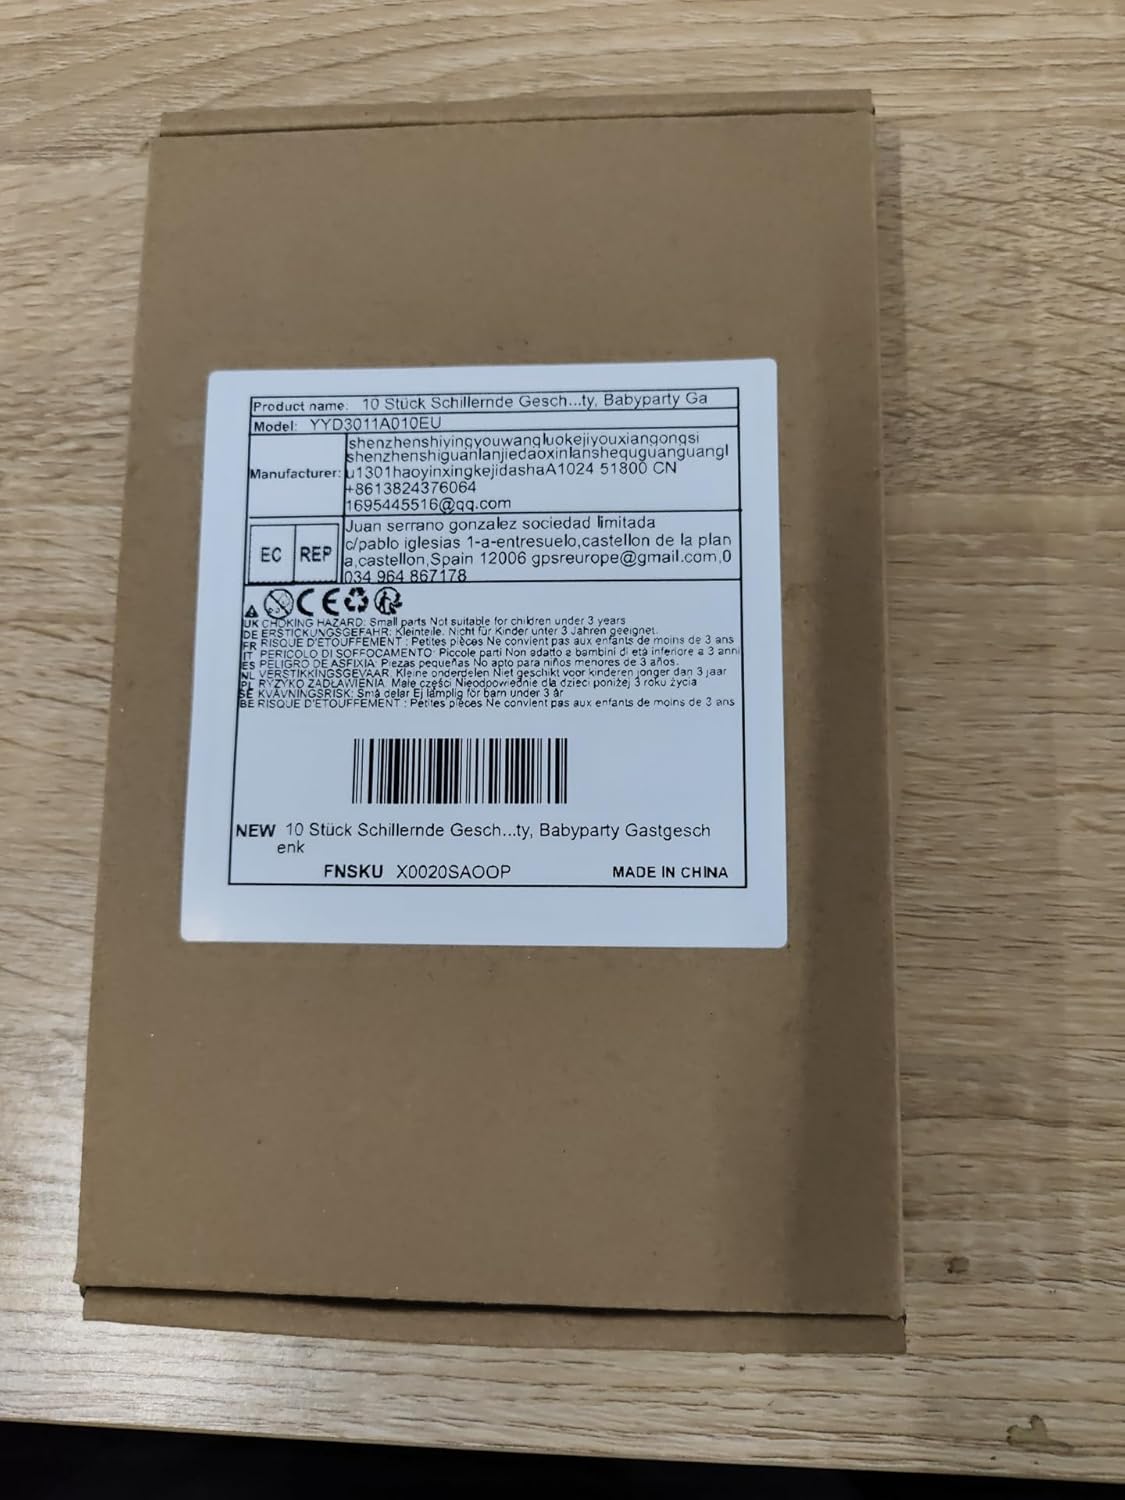 Product name: 10 Stück Schillernde Gesch...ty, Babyparty Ga
Model: YYD3011A010EU
Manufacturer:
shenzhenshiyingyouwangluokejiyouxiangongsi
shenzhenshiguanlanjiedaoxinlanshequguanguangl
u1301haoyinxingkejidashaA1024 51800 CN
+8613824376064
1695445516@qq.com
EC REP
Juan serrano gonzalez sociedad limitada
c/pablo iglesias 1-a-entresuelo,castellon de la plan
a,castellon,Spain 12006 gpsreurope@gmail.com,0
034 964 867178
CE
UK CHOKING HAZARD: Small parts Not suitable for children under 3 years
DE ERSTICKUNGSGEFAHR: Kleinteile. Nicht für Kinder unter 3 Jahren geeignet.
FR RISQUE D'ETOUFFEMENT : Petites pièces Ne convient pas aux enfants de moins de 3 ans
IT PERICOLO DI SOFFOCAMENTO: Piccole parti Non adatto a bambini di età inferiore a 3 anni
ES PELIGRO DE ASFIXIA: Piezas pequeñas No apto para niños menores de 3 años.
NL VERSTIKKINGSGEVAAR. Kleine onderdelen Niet geschikt voor kinderen jonger dan 3 jaar
PL RYZYKO ZADŁAWIENIA. Małe części Nieodpowiednie dla dzieci poniżej 3 roku życia
SE KVÄVNINGSRISK: Små delar Ej lämplig för barn under 3 år
BE RISQUE D'ETOUFFEMENT : Petites pièces Ne convient pas aux enfants de moins de 3 ans
NEW 10 Stück Schillernde Gesch...ty, Babyparty Gastgesch
enk
FNSKU X0020SAOOP MADE IN CHINA